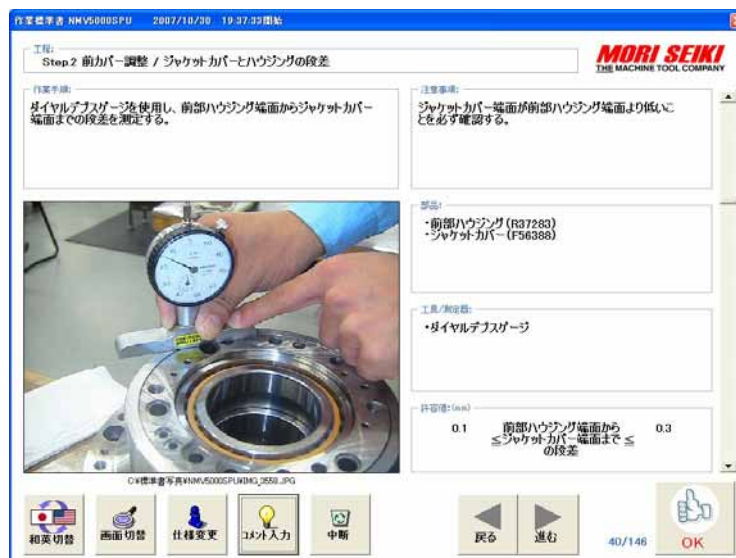 作業標準書 NMV5000SPU 2007/10/30 19:37:33開始
工程:
Step.2 前カバー調整 / ジャケットカバーとハウジングの段差
MORI SEIKI
THE MACHINE TOOL COMPANY
作業手順:
ダイヤルデプスゲージを使用し、前部ハウジング端面からジャケットカバー
端面までの段差を測定する。
注意事項:
ジャケットカバー端面が前部ハウジング端面より低いこ
とを必ず確認する。
部品:
・前部ハウジング(R37283)
・ジャケットカバー(F56388)
工具/測定器:
・ダイヤルデプスゲージ
許容値:(mm)
0.1 前部ハウジング端面から 0.3
≦ジャケットカバー端面まで≦
の段差
C:¥標準書写真¥NMV5000SPU¥IMG_3558.JPG
和英切替
画面切替
仕様変更
コメント入力
中断
戻る
進む
40/146
OK